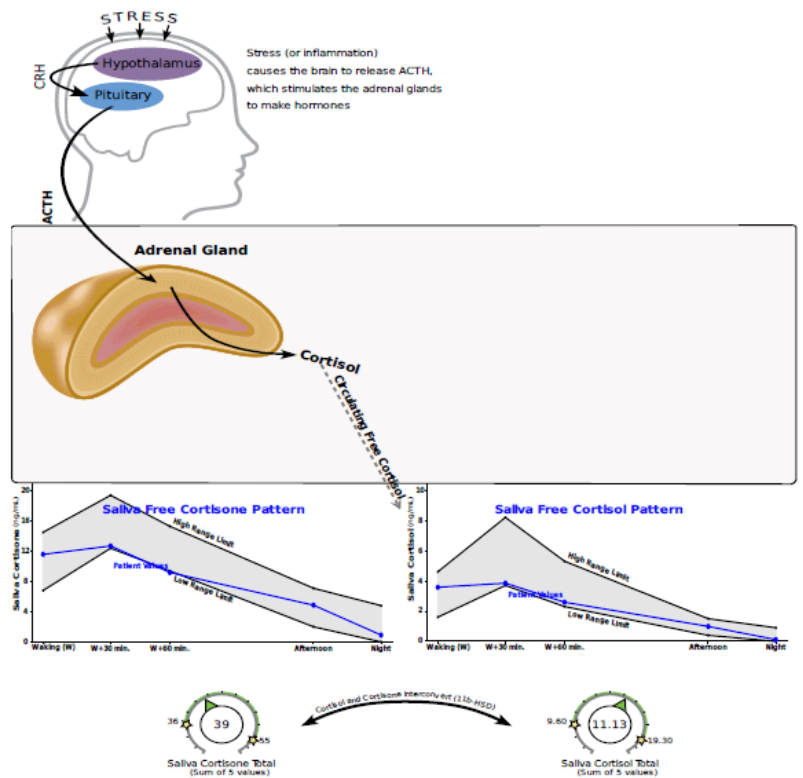 STRESS
Hypothalamus
CRH
Pituitary
Stress (or inflammation)
causes the brain to release ACTH,
which stimulates the adrenal glands
to make hormones
ACTH
Adrenal Gland
Cortisol
Circulating Free Cortisol
Saliva Free Cortisone Pattern
Saliva Cortisone (ng/mL)
20
16
12
8
4
0
High Range Limit
Patient Values
Low Range Limit
Waking (W)
W+30 min.
W+60 min.
Afternoon
Night
Saliva Free Cortisol Pattern
Saliva Cortisol (ng/mL)
10
8
6
4
2
0
High Range Limit
Patient Values
Low Range Limit
Waking (W)
W+30 min.
W+60 min.
Afternoon
Night
Cortisol and Cortisone interconvert (11b-HSD)
36
39
55
Saliva Cortisone Total
(Sum of 5 values)
9.60
11.13
19.30
Saliva Cortisol Total
(Sum of 5 values)